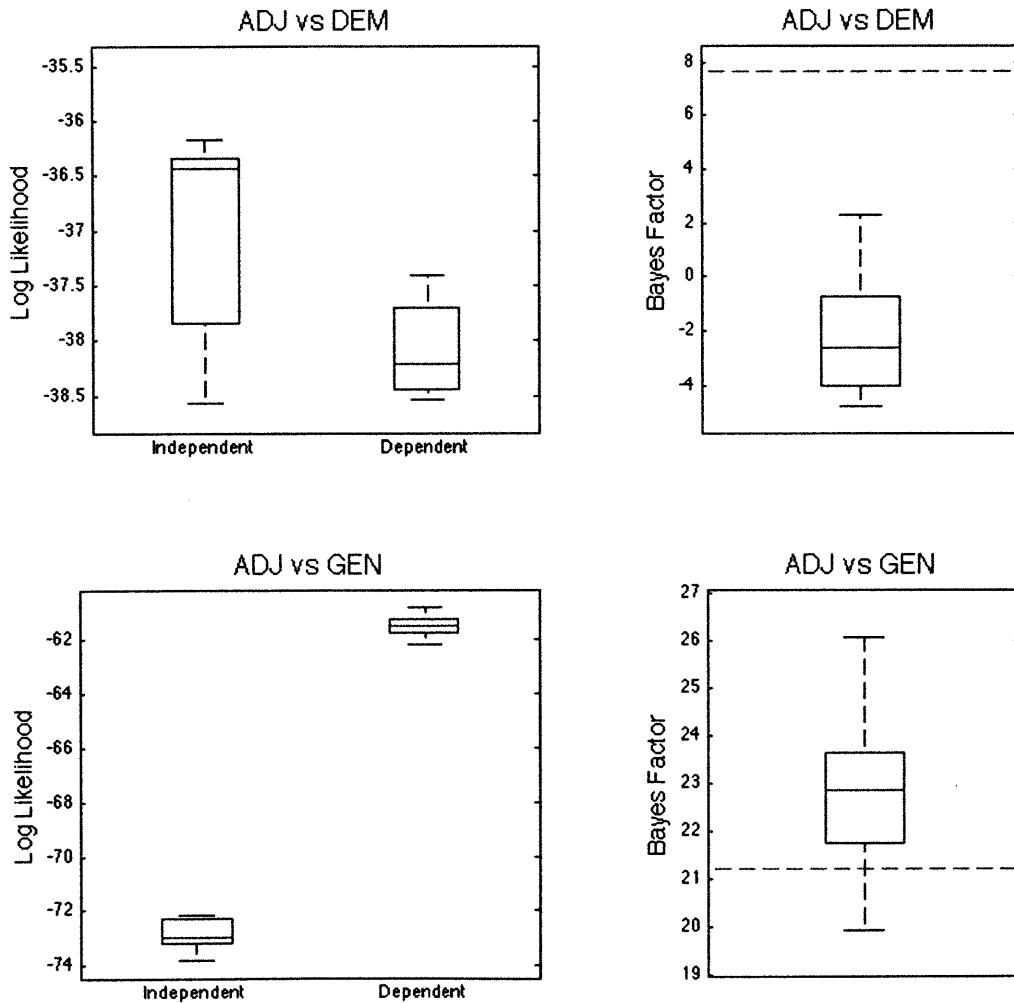 ADJ vs DEM
Log Likelihood
-35.5
-36
-36.5
-37
-37.5
-38
-38.5
Independent
Dependent
ADJ vs DEM
Bayes Factor
8
6
4
2
0
-2
-4
ADJ vs GEN
Log Likelihood
-62
-64
-66
-68
-70
-72
-74
Independent
Dependent
ADJ vs GEN
Bayes Factor
27
26
25
24
23
22
21
20
19